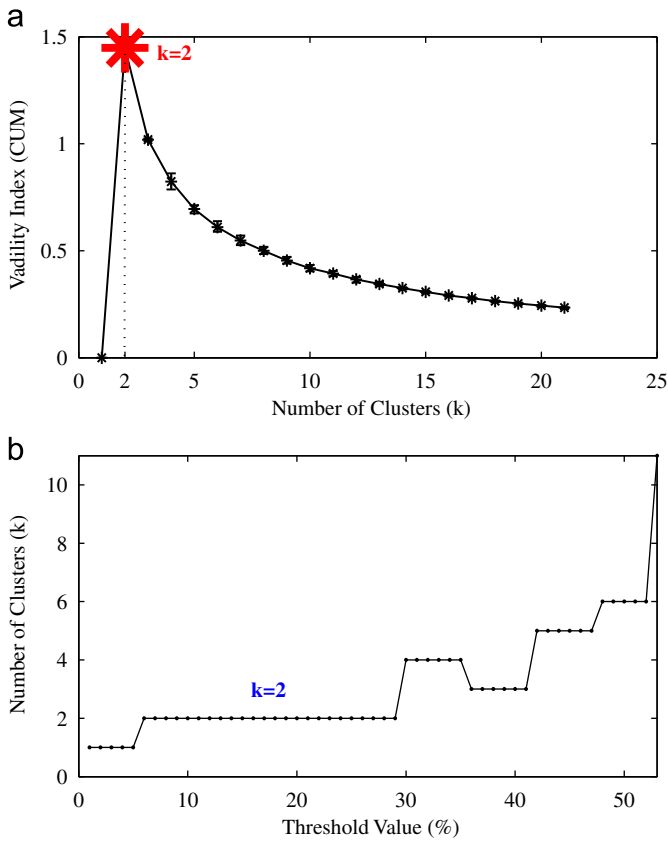 a
1.5
k=2
1
0.5
0
Vadility Index (CUM)
0 2 5 10 15 20 25
Number of Clusters (k)
b
10
8
6
4
2
0
Number of Clusters (k)
k=2
0 10 20 30 40 50
Threshold Value (%)